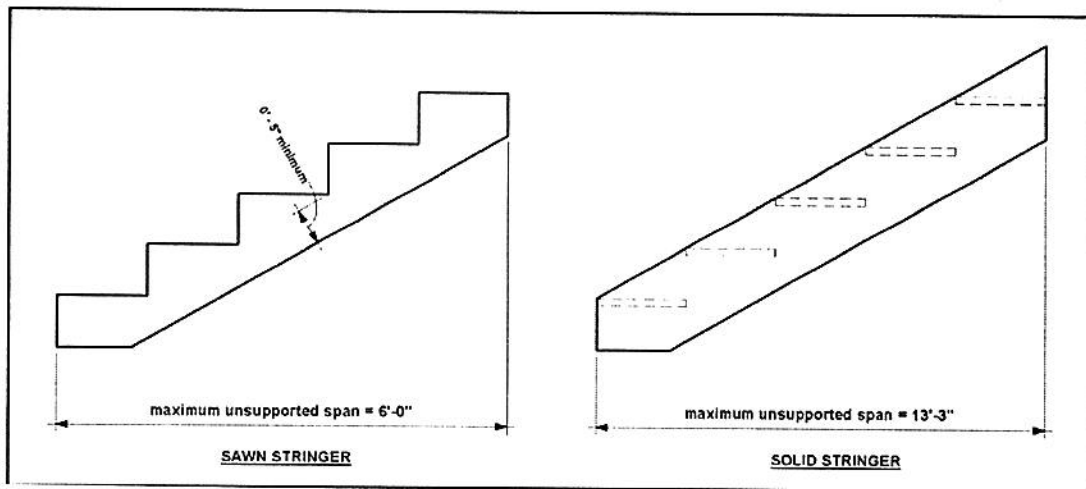 0' - 5" minimum
maximum unsupported span = 6'-0"
SAWN STRINGER
maximum unsupported span = 13'-3"
SOLID STRINGER